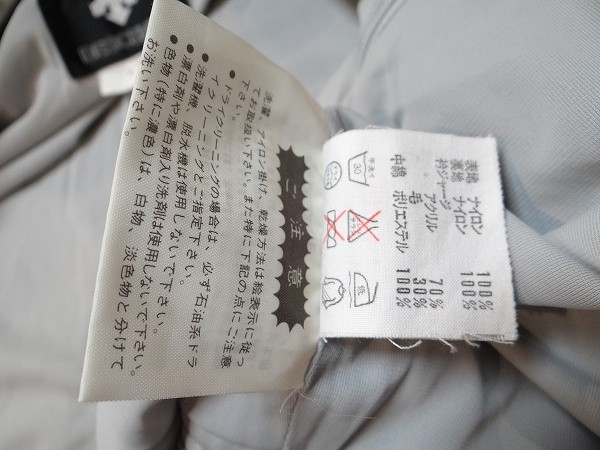 ご注意
洗濯、アイロン掛け、乾燥方法は絵表示に従っ
てお取扱い下さい。また特に下記の点にご注意
下さい。
●ドライクリーニングの場合は、必ず石油系ドラ
イクリーニングとご指定下さい。
●洗濯機、脱水機は使用しないで下さい。
●漂白剤や漂白剤入り洗剤は使用しないで下さい。
●色物(特に濃色)は、白物、淡色物と分けて
お洗い下さい。
表地 ナイロン 100%
裏地 ナイロン 100%
衿ジャージ アクリル 70%
毛 30%
中綿 ポリエステル 100%
手洗イ
30
低